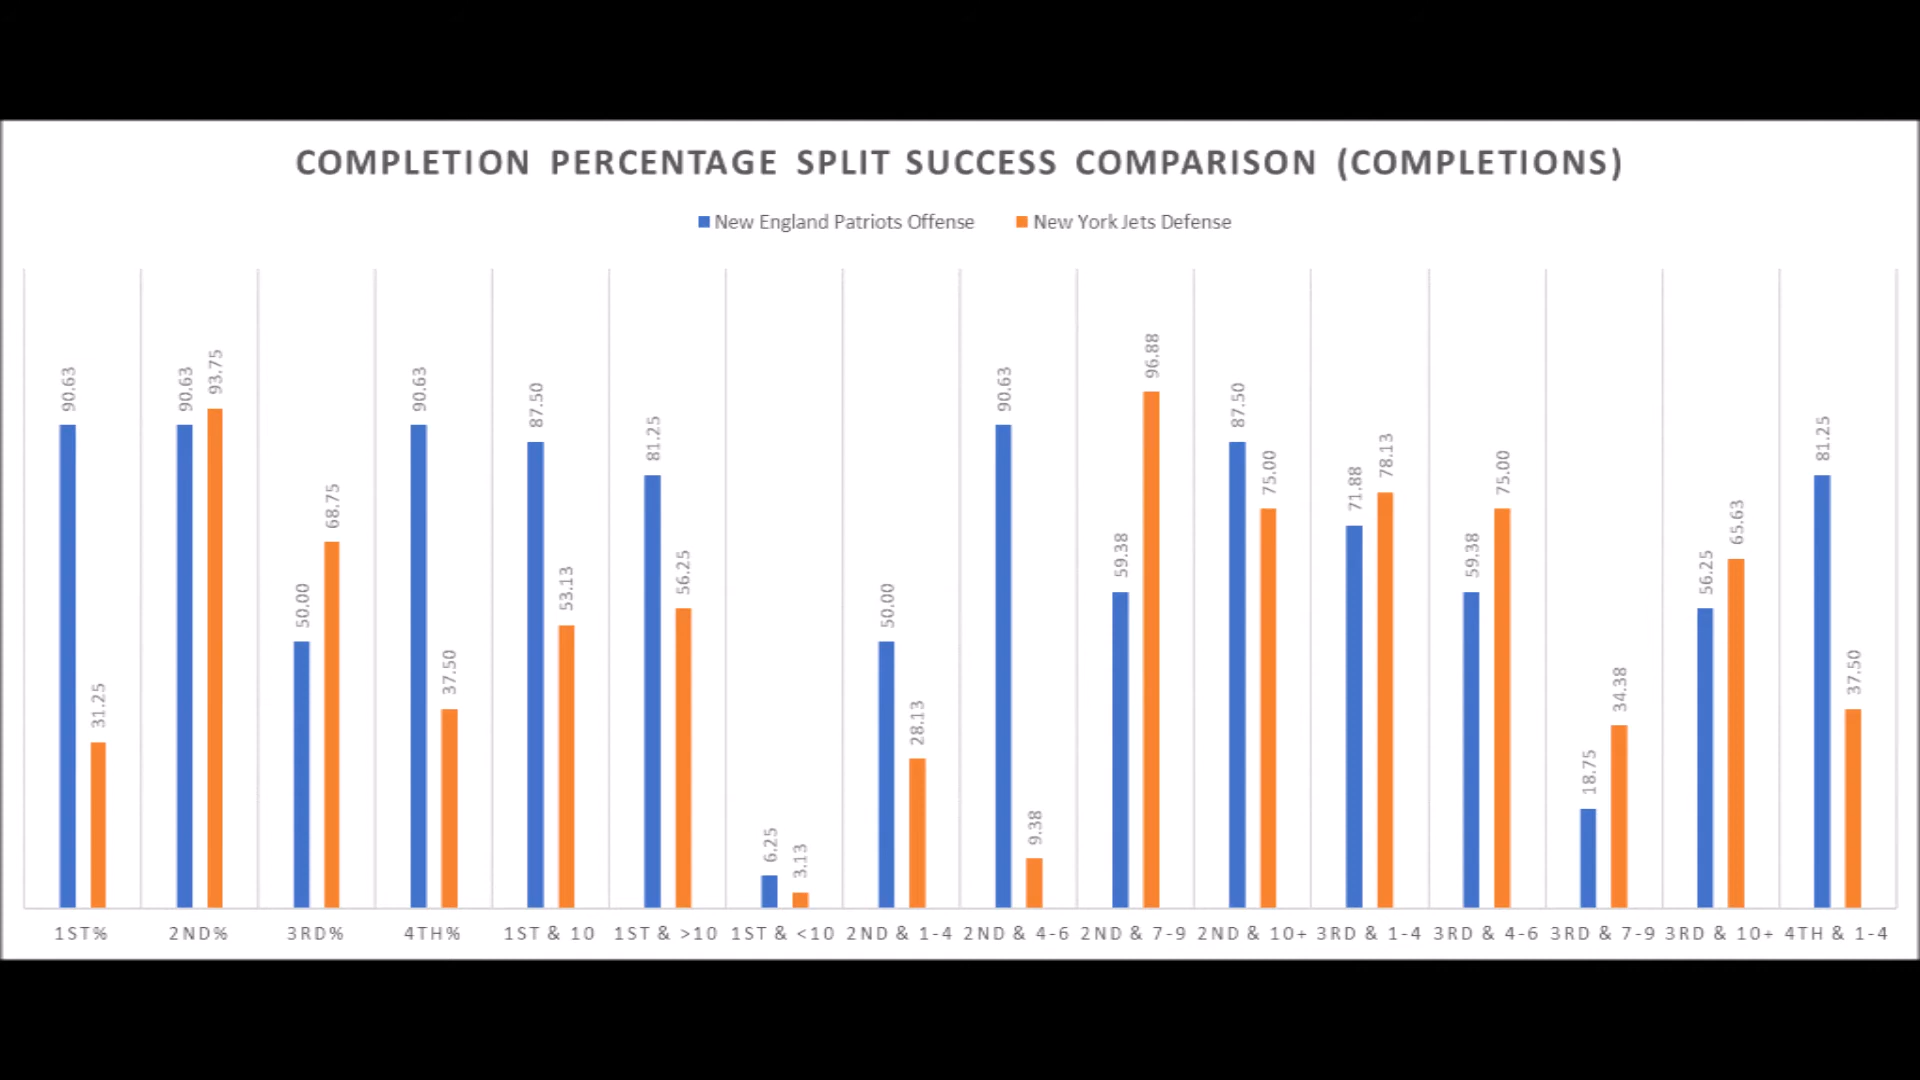 COMPLETION PERCENTAGE SPLIT SUCCESS COMPARISON (COMPLETIONS)
New England Patriots Offense New York Jets Defense
90.63 31.25 90.63 93.75 50.00 68.75 90.63 37.50 87.50 53.13 81.25 56.25 6.25 3.13 50.00 28.13 90.63 9.38 59.38 96.88 87.50 75.00 71.88 78.13 59.38 75.00 18.75 34.38 56.25 65.63 81.25 37.50
1ST% 2ND% 3RD% 4TH% 1ST & 10 1ST & >10 1ST & <10 2ND & 1-4 2ND & 4-6 2ND & 7-9 2ND & 10+ 3RD & 1-4 3RD & 4-6 3RD & 7-9 3RD & 10+ 4TH & 1-4